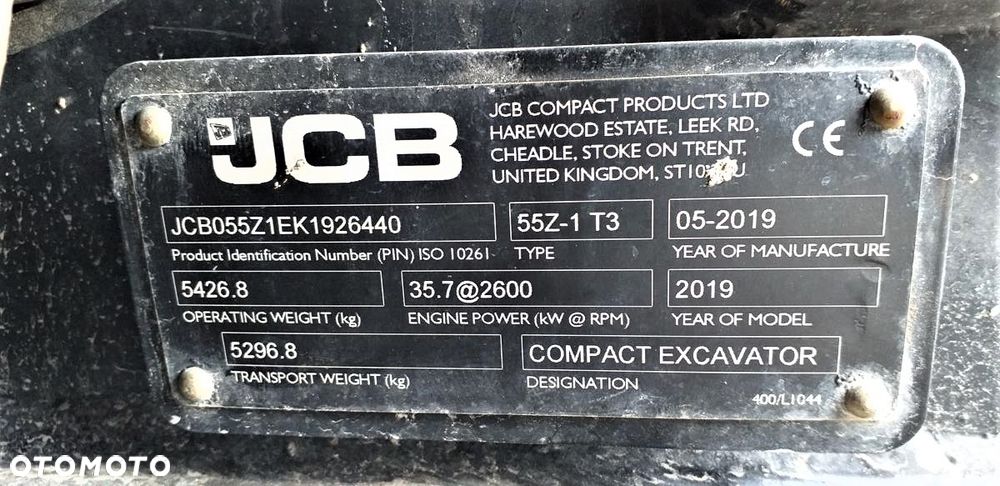 JCB
JCB COMPACT PRODUCTS LTD
HAREWOOD ESTATE, LEEK RD,
CHEADLE, STOKE ON TRENT,
UNITED KINGDOM,
CE
JCB055Z1EK1926440
Product Identification Number (PIN) ISO 10261
55Z-1 T3
TYPE
05-2019
YEAR OF MANUFACTURE
5426.8
OPERATING WEIGHT (kg)
35.7@2600
ENGINE POWER (kW @ RPM)
2019
YEAR OF MODEL
5296.8
TRANSPORT WEIGHT (kg)
COMPACT EXCAVATOR
DESIGNATION
400/L1044
OTOMOTO